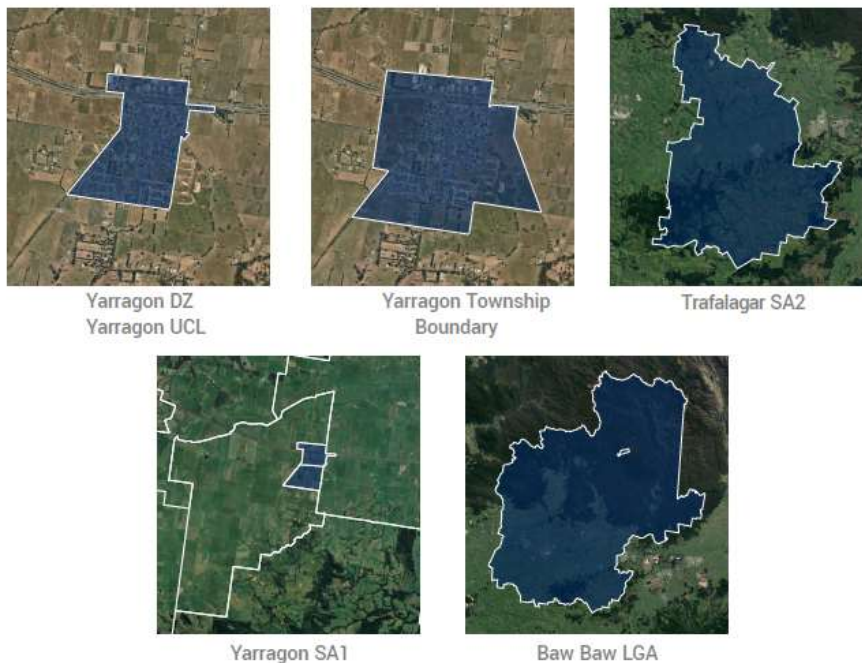 Yarragon DZ
Yarragon UCL
Yarragon Township
Boundary
Trafalagar SA2
Yarragon SA1
Baw Baw LGA